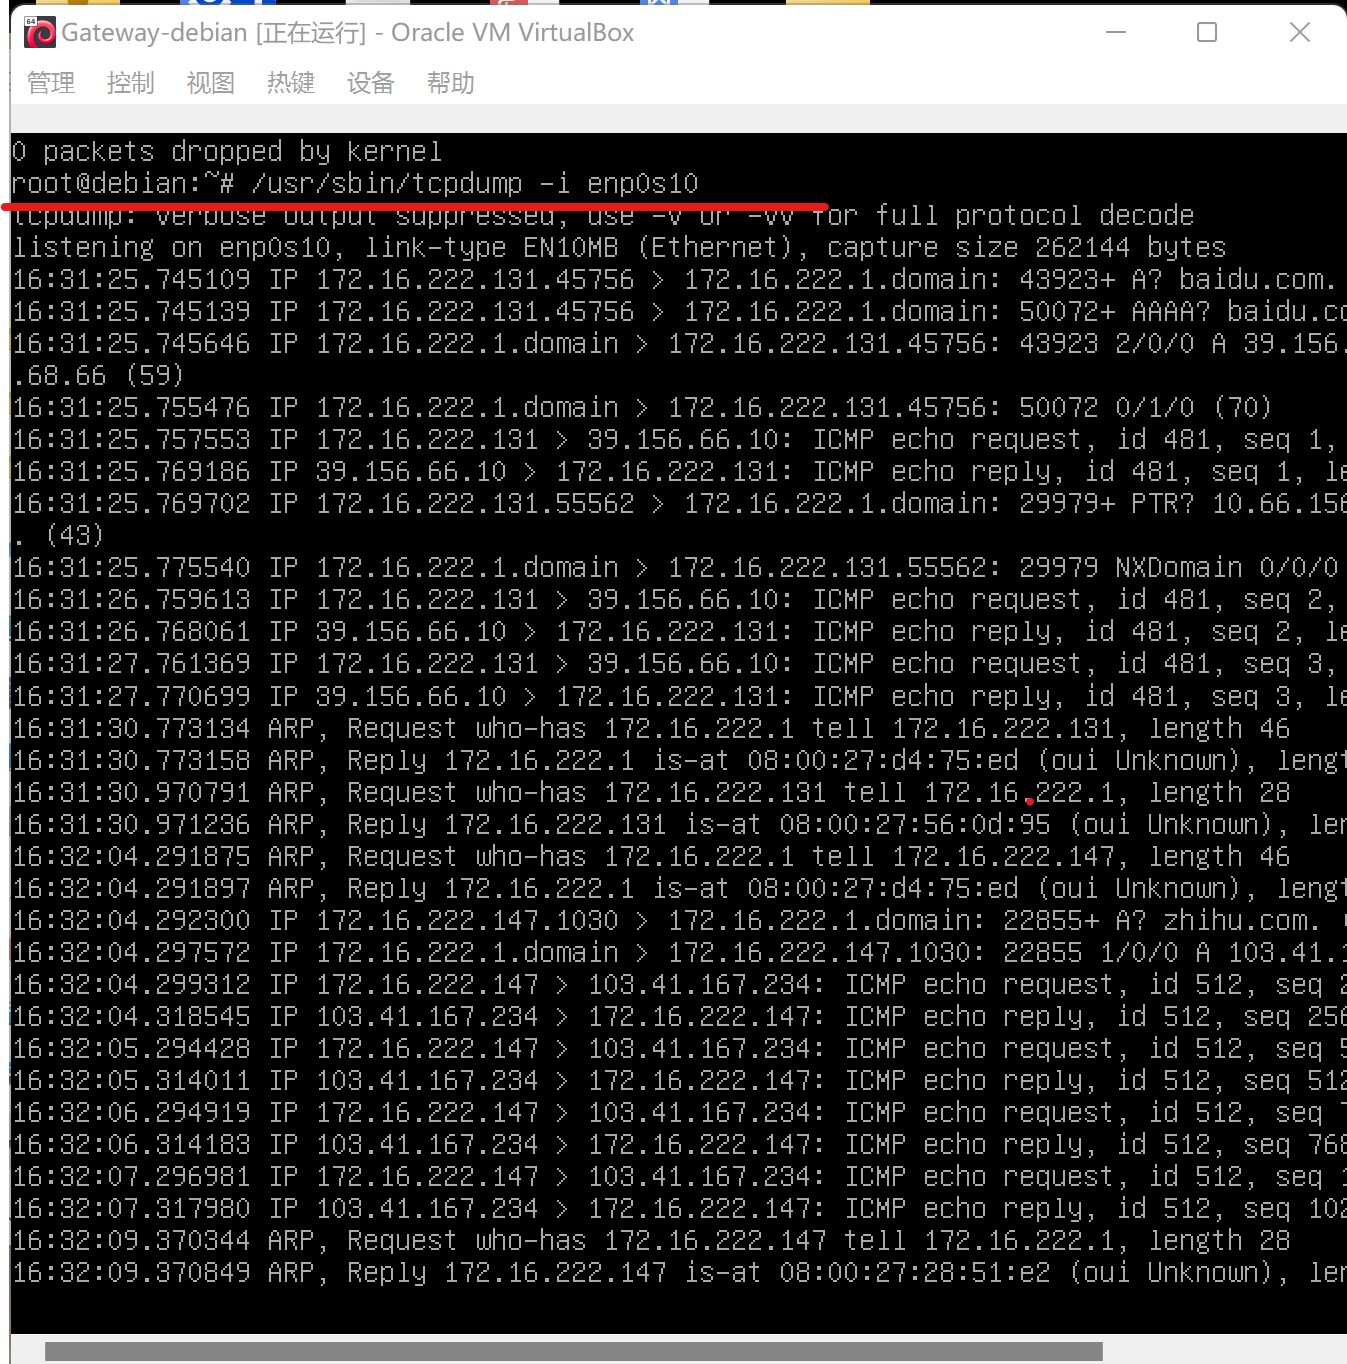 64
Gateway-debian [正在运行] - Oracle VM VirtualBox
管理 控制 视图 热键 设备 帮助
0 packets dropped by kernel
root@debian:~# /usr/sbin/tcpdump -i enp0s10
tcpdump: verbose output suppressed, use -v or -vv for full protocol decode
listening on enp0s10, link-type EN10MB (Ethernet), capture size 262144 bytes
16:31:25.745109 IP 172.16.222.131.45756 > 172.16.222.1.domain: 43923+ A? baidu.com.
16:31:25.745139 IP 172.16.222.131.45756 > 172.16.222.1.domain: 50072+ AAAA? baidu.co
16:31:25.745646 IP 172.16.222.1.domain > 172.16.222.131.45756: 43923 2/0/0 A 39.156.
.68.66 (59)
16:31:25.755476 IP 172.16.222.1.domain > 172.16.222.131.45756: 50072 0/1/0 (70)
16:31:25.757553 IP 172.16.222.131 > 39.156.66.10: ICMP echo request, id 481, seq 1,
16:31:25.769186 IP 39.156.66.10 > 172.16.222.131: ICMP echo reply, id 481, seq 1, le
16:31:25.769702 IP 172.16.222.131.55562 > 172.16.222.1.domain: 29979+ PTR? 10.66.156
. (43)
16:31:25.775540 IP 172.16.222.1.domain > 172.16.222.131.55562: 29979 NXDomain 0/0/0
16:31:26.759613 IP 172.16.222.131 > 39.156.66.10: ICMP echo request, id 481, seq 2,
16:31:26.768061 IP 39.156.66.10 > 172.16.222.131: ICMP echo reply, id 481, seq 2, le
16:31:27.761369 IP 172.16.222.131 > 39.156.66.10: ICMP echo request, id 481, seq 3,
16:31:27.770699 IP 39.156.66.10 > 172.16.222.131: ICMP echo reply, id 481, seq 3, le
16:31:30.773134 ARP, Request who-has 172.16.222.1 tell 172.16.222.131, length 46
16:31:30.773158 ARP, Reply 172.16.222.1 is-at 08:00:27:d4:75:ed (oui Unknown), lengt
16:31:30.970791 ARP, Request who-has 172.16.222.131 tell 172.16.222.1, length 28
16:31:30.971236 ARP, Reply 172.16.222.131 is-at 08:00:27:56:0d:95 (oui Unknown), len
16:32:04.291875 ARP, Request who-has 172.16.222.1 tell 172.16.222.147, length 46
16:32:04.291897 ARP, Reply 172.16.222.1 is-at 08:00:27:d4:75:ed (oui Unknown), lengt
16:32:04.292300 IP 172.16.222.147.1030 > 172.16.222.1.domain: 22855+ A? zhihu.com.
16:32:04.297572 IP 172.16.222.1.domain > 172.16.222.147.1030: 22855 1/0/0 A 103.41.1
16:32:04.299312 IP 172.16.222.147 > 103.41.167.234: ICMP echo request, id 512, seq 2
16:32:04.318545 IP 103.41.167.234 > 172.16.222.147: ICMP echo reply, id 512, seq 256
16:32:05.294428 IP 172.16.222.147 > 103.41.167.234: ICMP echo request, id 512, seq 5
16:32:05.314011 IP 103.41.167.234 > 172.16.222.147: ICMP echo reply, id 512, seq 512
16:32:06.294919 IP 172.16.222.147 > 103.41.167.234: ICMP echo request, id 512, seq 7
16:32:06.314183 IP 103.41.167.234 > 172.16.222.147: ICMP echo reply, id 512, seq 768
16:32:07.296981 IP 172.16.222.147 > 103.41.167.234: ICMP echo request, id 512, seq 1
16:32:07.317980 IP 103.41.167.234 > 172.16.222.147: ICMP echo reply, id 512, seq 102
16:32:09.370344 ARP, Request who-has 172.16.222.147 tell 172.16.222.1, length 28
16:32:09.370849 ARP, Reply 172.16.222.147 is-at 08:00:27:28:51:e2 (oui Unknown), len